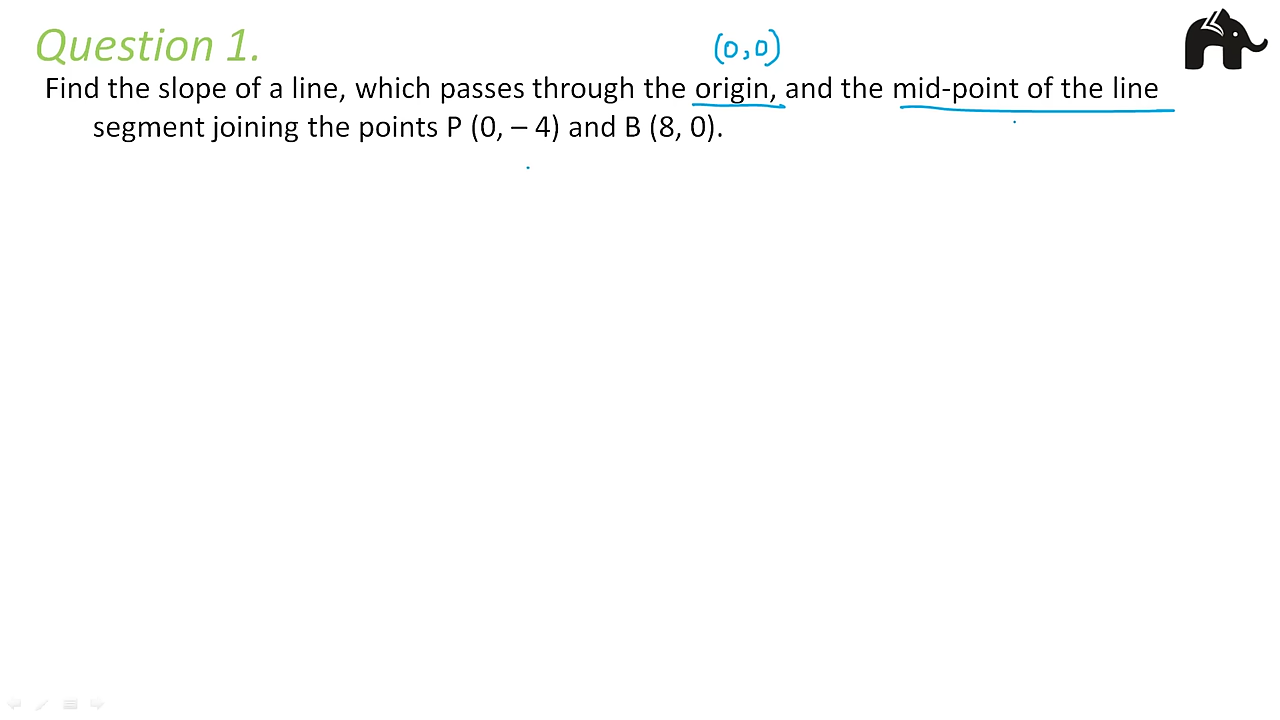 Question 1.
(0,0)
Find the slope of a line, which passes through the origin, and the mid-point of the line
segment joining the points P (0, – 4) and B (8, 0).